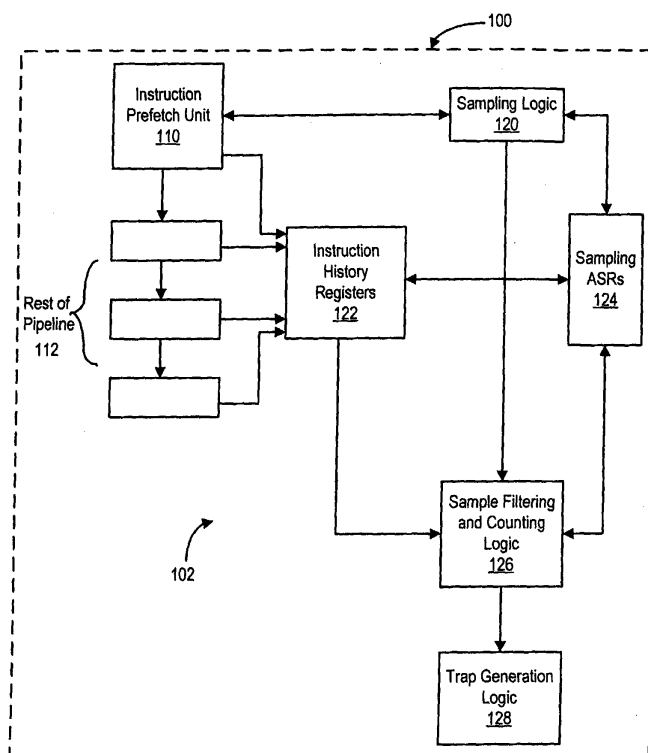 100
Instruction
Prefetch Unit
110
Sampling Logic
120
Instruction
History
Registers
122
Sampling
ASRs
124
Rest of
Pipeline
112
Sample Filtering
and Counting
Logic
126
102
Trap Generation
Logic
128